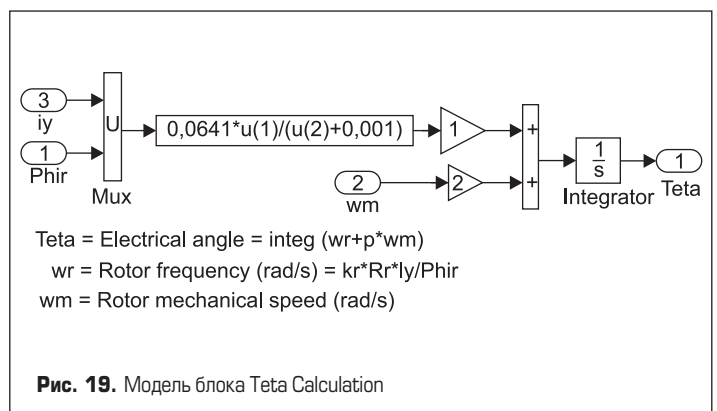 3
iy
1
Phir
U
Mux
0,0641*u(1)/(u(2)+0,001)
1
2
wm
2
+
+
1
s
Integrator
1
Teta
Teta = Electrical angle = integ (wr+p*wm)
wr = Rotor frequency (rad/s) = kr*Rr*Iy/Phir
wm = Rotor mechanical speed (rad/s)
Рис. 19. Модель блока Teta Calculation